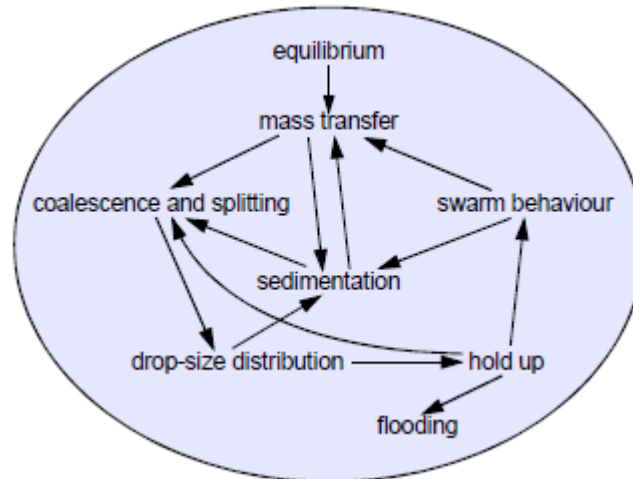 equilibrium
mass transfer
coalescence and splitting
swarm behaviour
sedimentation
drop-size distribution
hold up
flooding